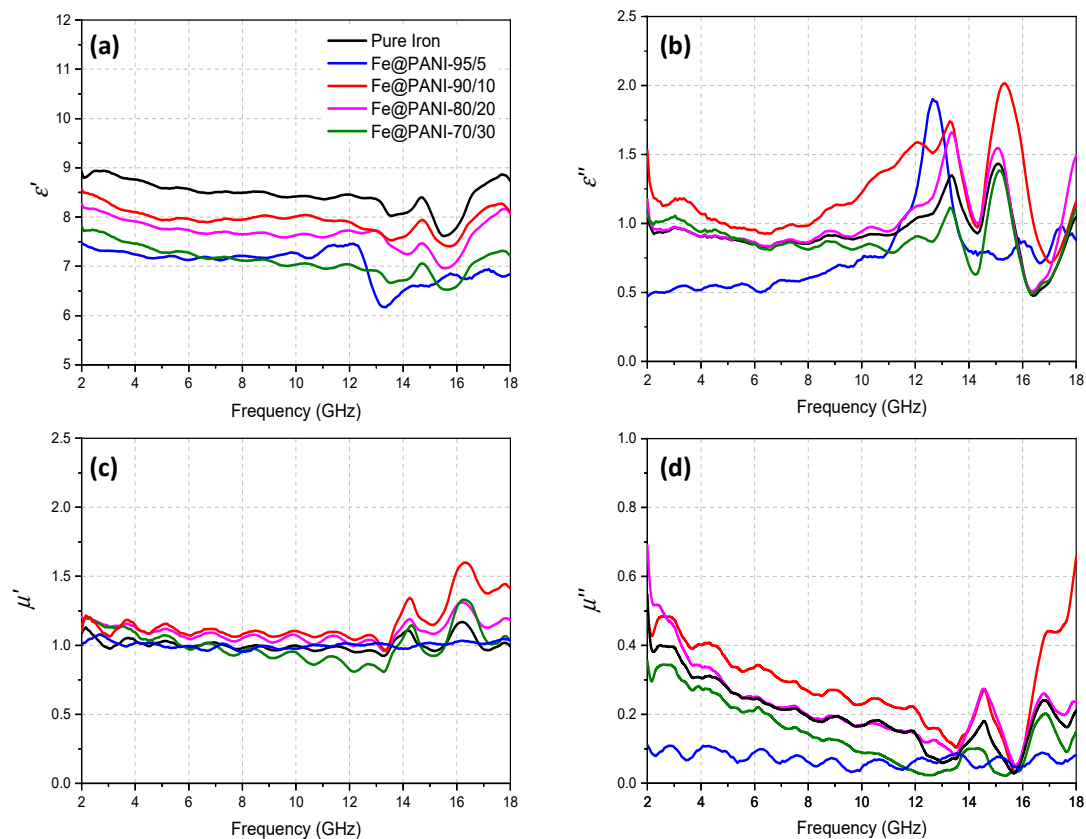 (a)
Pure Iron
Fe@PANI-95/5
Fe@PANI-90/10
Fe@PANI-80/20
Fe@PANI-70/30
12
11
10
9
8
7
6
5
ε′
2 4 6 8 10 12 14 16 18
Frequency (GHz)
(b)
2.5
2.0
1.5
1.0
0.5
0.0
ε″
2 4 6 8 10 12 14 16 18
Frequency (GHz)
(c)
2.5
2.0
1.5
1.0
0.5
0.0
μ′
2 4 6 8 10 12 14 16 18
Frequency (GHz)
(d)
1.0
0.8
0.6
0.4
0.2
0.0
μ″
2 4 6 8 10 12 14 16 18
Frequency (GHz)